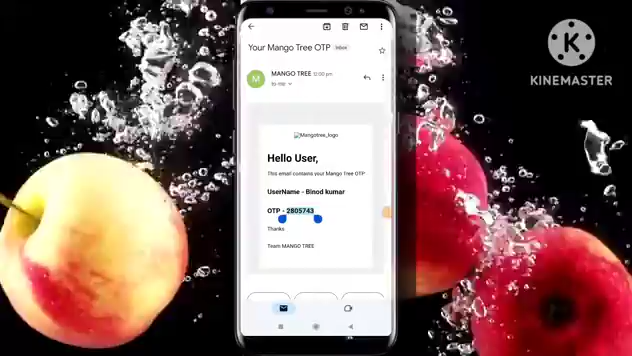 Your Mango Tree OTP Inbox
M MANGO TREE 12:00 pm
to me
Mangotree_logo
Hello User,
This email contains your Mango Tree OTP
UserName - Binod kumar
OTP - 2805743
Thanks
Team MANGO TREE
K
KINEMASTER